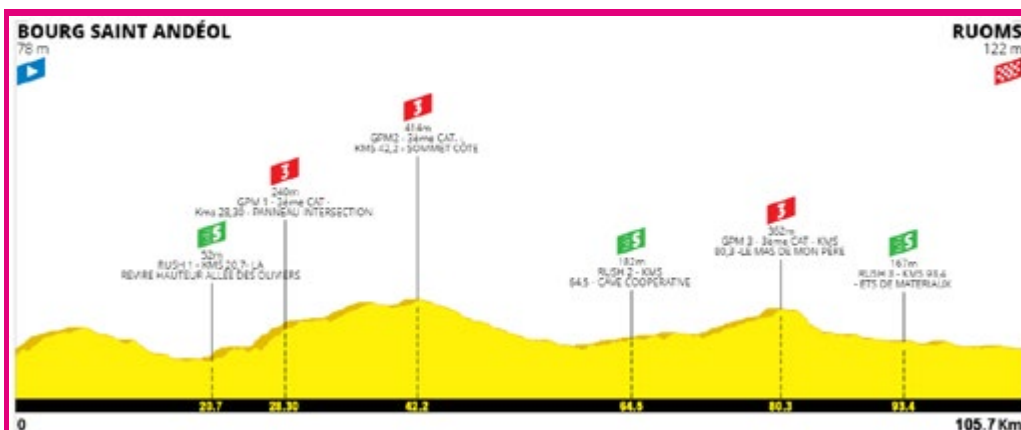 BOURG SAINT ANDÉOL
78 m
RUOMS
122 m
3
414m
GPM2 - 3ème CAT. -
KMS 42,2 - SOMMET CÔTE
3
240m
GPM 1 - 3ème CAT -
Kms 28,30 - PANNEAU INTERSECTION
S
52m
RUSH 1 - KMS 20,7- LA
REVIRE HAUTEUR ALLÉE DES OLIVIERS
S
182m
RUSH 2 - KMS
64,5 - CAVE COOPERATIVE
3
362m
GPM 3 - 3ème CAT - KMS
80,3 -LE MAS DE MON PÈRE
S
167m
RUSH 3 - KMS 93,4
- ETS DE MATERIAUX
20.7 28.30 42.2 64.5 80.3 93.4
0 105.7 Km